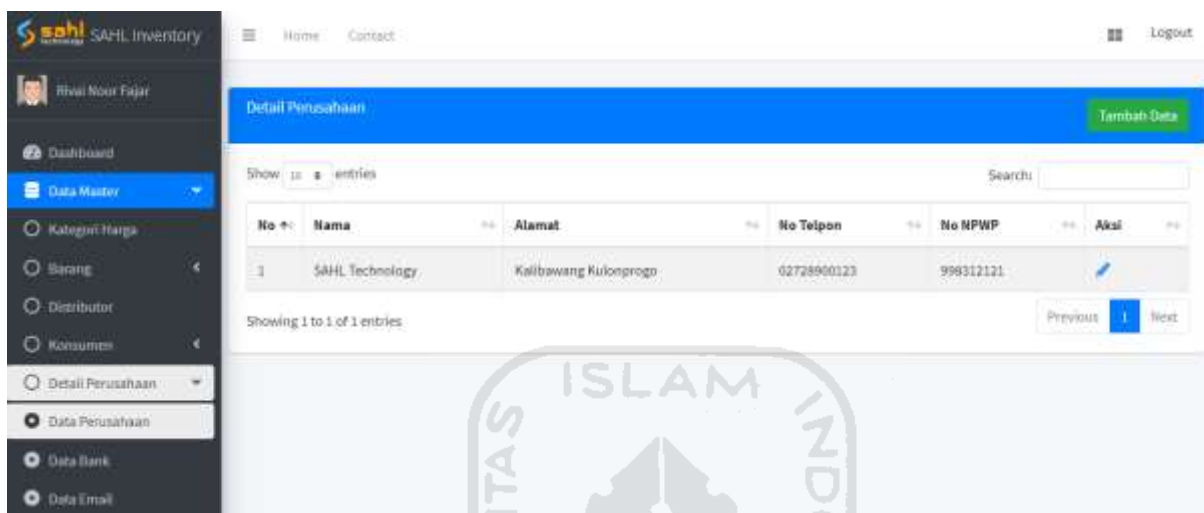 sahl technology SAHL Inventory
Home Contact Logout
Rivai Noor Fajar
Detail Perusahaan Tambah Data
Dashboard
Data Master
Kategori Harga
Barang
Distributor
Konsumen
Detail Perusahaan
Data Perusahaan
Data Bank
Data Email
Show 10 entries Search:
No Nama Alamat No Telpon No NPWP Aksi
1 SAHL Technology Kalibawang Kulonprogo 02728900123 998312121
Showing 1 to 1 of 1 entries Previous 1 Next
ISLAM